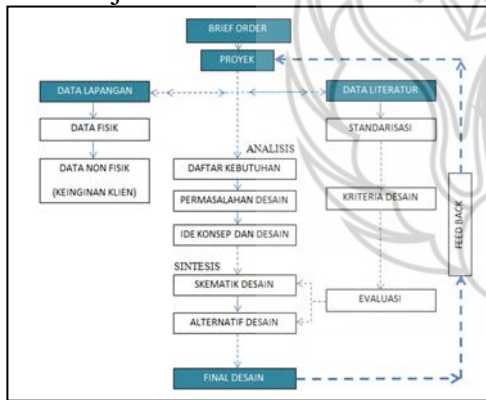 BRIEF ORDER
PROYEK
DATA LAPANGAN
DATA LITERATUR
DATA FISIK
STANDARISASI
DATA NON FISIK
(KEINGINAN KLIEN)
ANALISIS
DAFTAR KEBUTUHAN
PERMASALAHAN DESAIN
KRITERIA DESAIN
IDE KONSEP DAN DESAIN
FEED BACK
SINTESIS
SKEMATIK DESAIN
EVALUASI
ALTERNATIF DESAIN
FINAL DESAIN